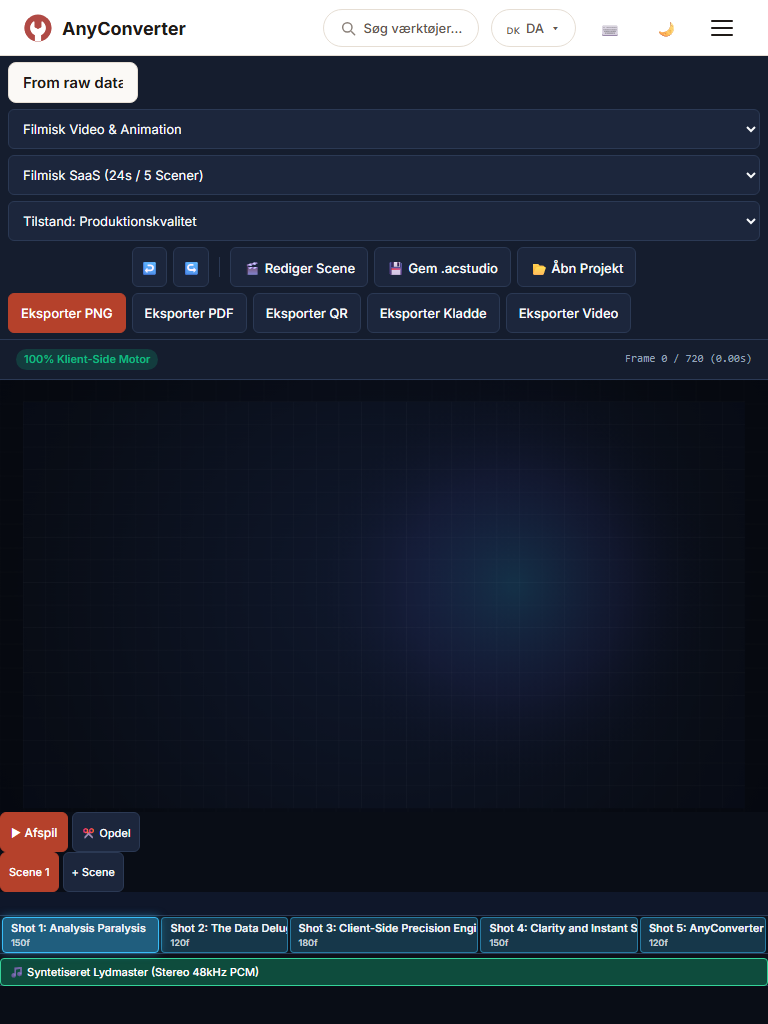 AnyConverter
Søg værktøjer...
DK DA
From raw data
Filmisk Video & Animation
Filmisk SaaS (24s / 5 Scener)
Tilstand: Produktionskvalitet
Rediger Scene
Gem .acstudio
Åbn Projekt
Eksporter PNG
Eksporter PDF
Eksporter QR
Eksporter Kladde
Eksporter Video
100% Klient-Side Motor
Frame 0 / 720 (0.00s)
Afspil
Opdel
Scene 1
+ Scene
Shot 1: Analysis Paralysis
150f
Shot 2: The Data Delu
120f
Shot 3: Client-Side Precision Engi
180f
Shot 4: Clarity and Instant S
150f
Shot 5: AnyConverter
120f
Syntetiseret Lydmaster (Stereo 48kHz PCM)